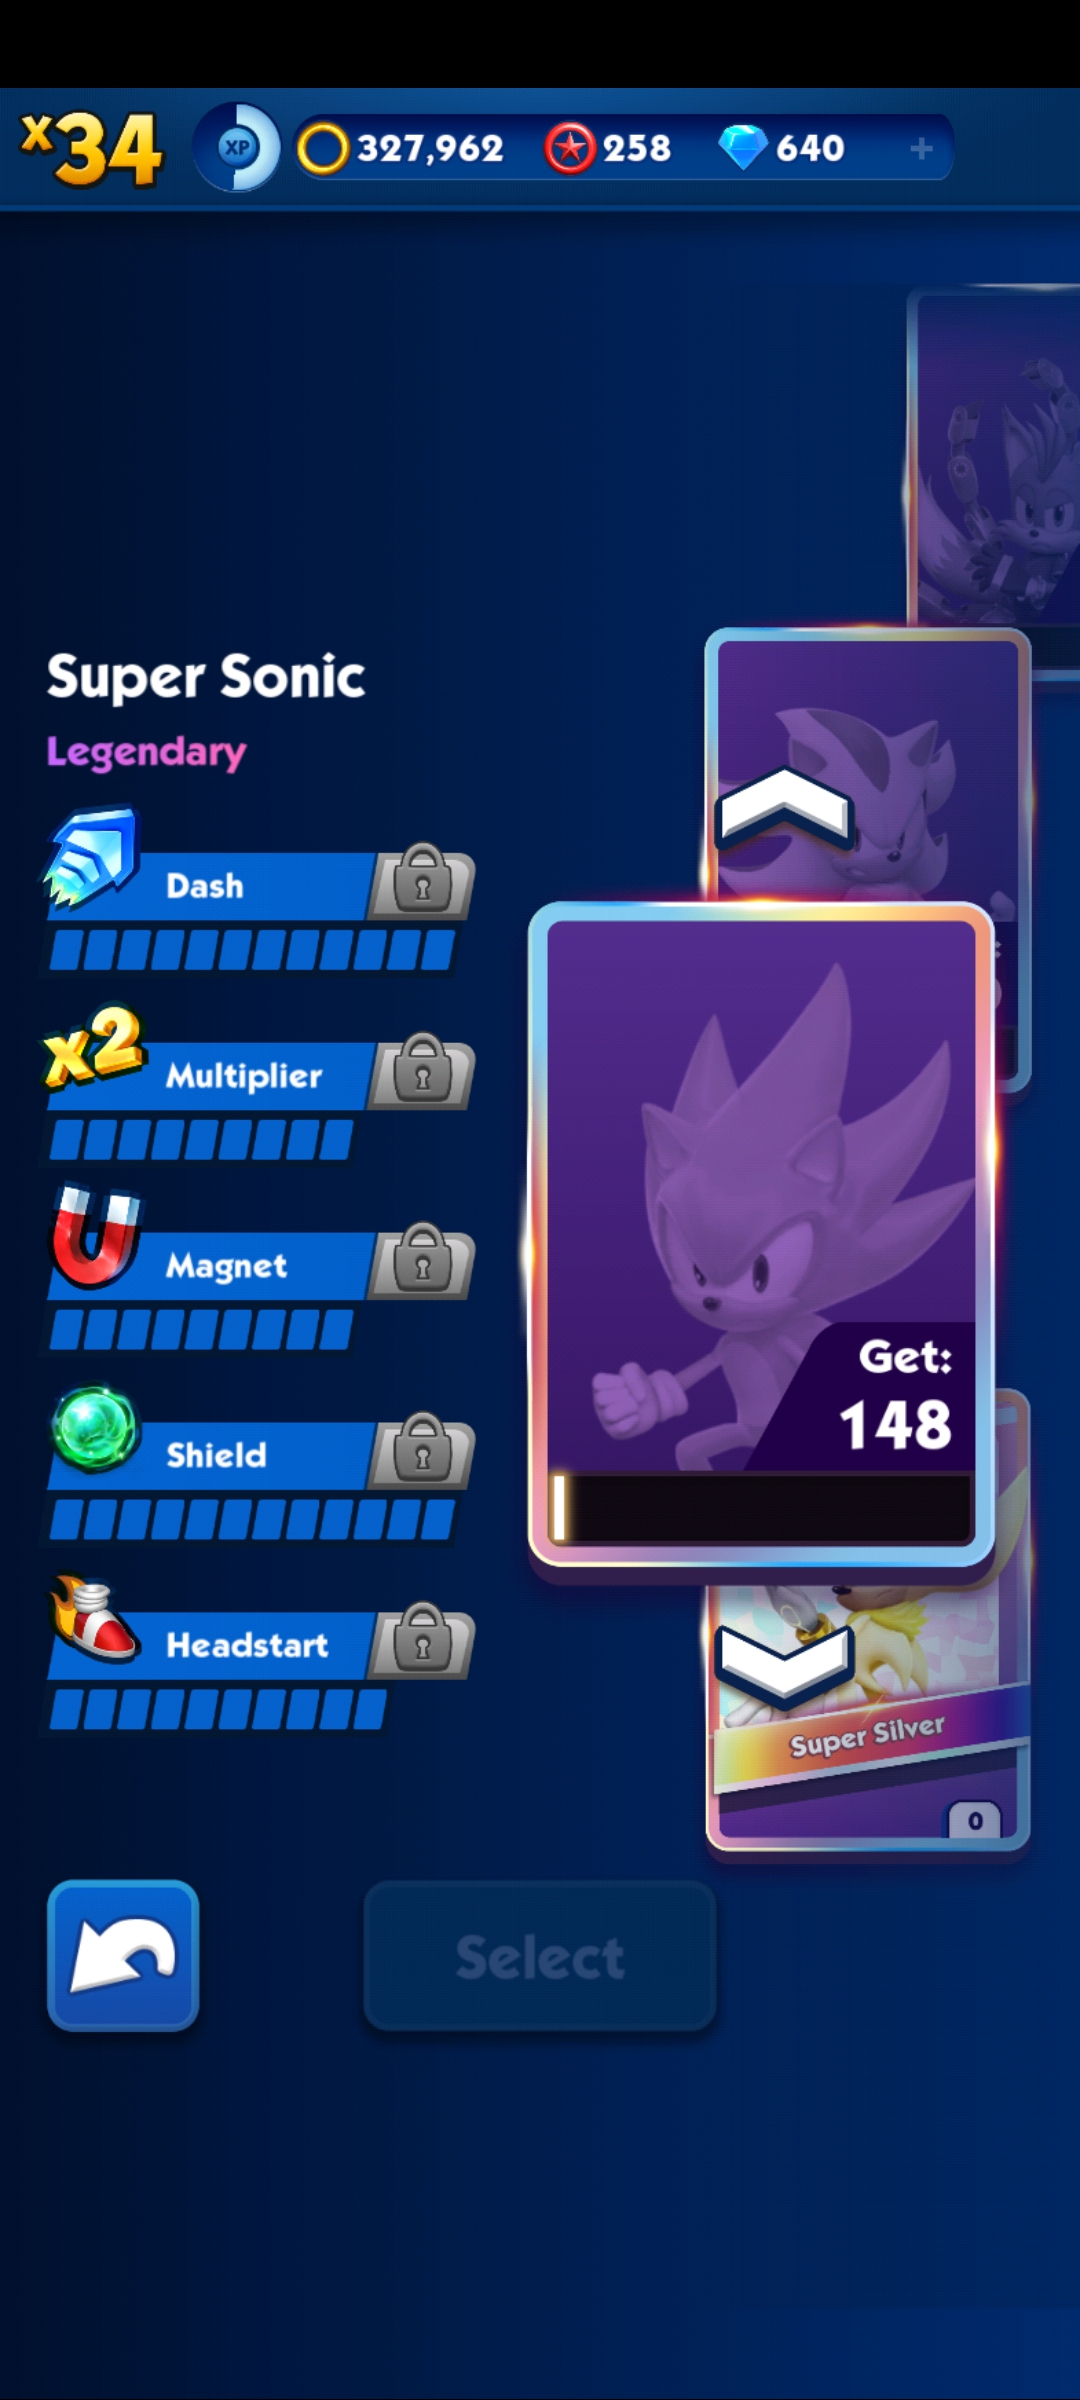 x34
XP
327,962
258
640
+
Super Sonic
Legendary
Dash
x2
Multiplier
Magnet
Shield
Headstart
Get:
148
Super Silver
0
Select